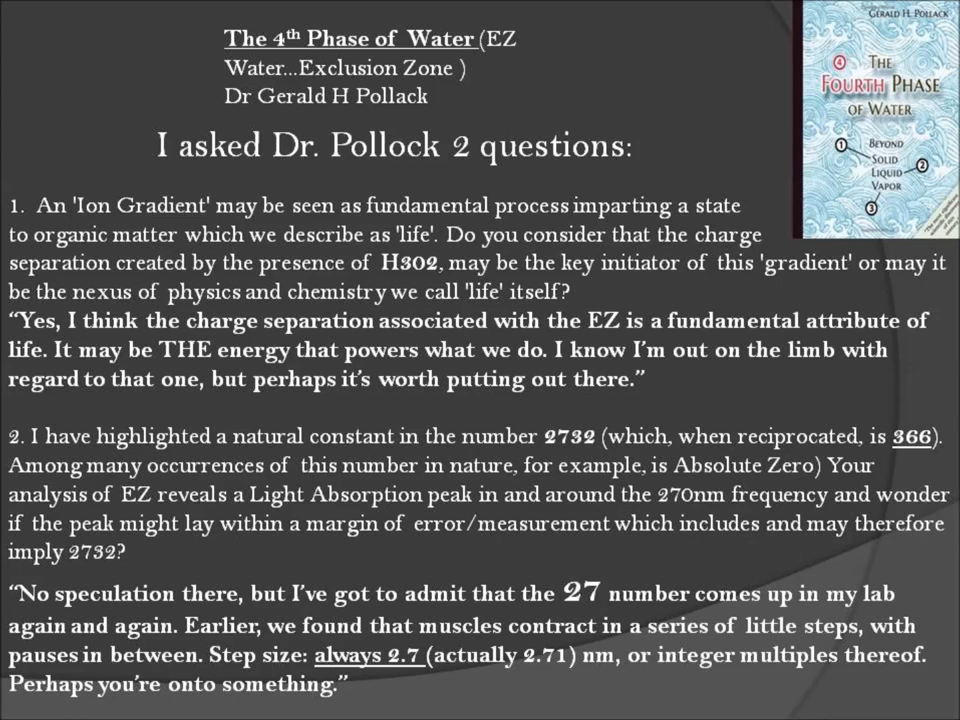 The 4th Phase of Water (EZ
Water...Exclusion Zone )
Dr Gerald H Pollack
GERALD H. POLLACK
4 THE
FOURTH PHASE
OF WATER
1 BEYOND
SOLID
LIQUID 2
VAPOR
3
I asked Dr. Pollock 2 questions:
1. An 'Ion Gradient' may be seen as fundamental process imparting a state
to organic matter which we describe as 'life'. Do you consider that the charge
separation created by the presence of H302, may be the key initiator of this 'gradient' or may it
be the nexus of physics and chemistry we call 'life' itself?
“Yes, I think the charge separation associated with the EZ is a fundamental attribute of
life. It may be THE energy that powers what we do. I know I’m out on the limb with
regard to that one, but perhaps it’s worth putting out there.”
2. I have highlighted a natural constant in the number 2732 (which, when reciprocated, is 366).
Among many occurrences of this number in nature, for example, is Absolute Zero) Your
analysis of EZ reveals a Light Absorption peak in and around the 270nm frequency and wonder
if the peak might lay within a margin of error/measurement which includes and may therefore
imply 2732?
“No speculation there, but I’ve got to admit that the 27 number comes up in my lab
again and again. Earlier, we found that muscles contract in a series of little steps, with
pauses in between. Step size: always 2.7 (actually 2.71) nm, or integer multiples thereof.
Perhaps you’re onto something.”